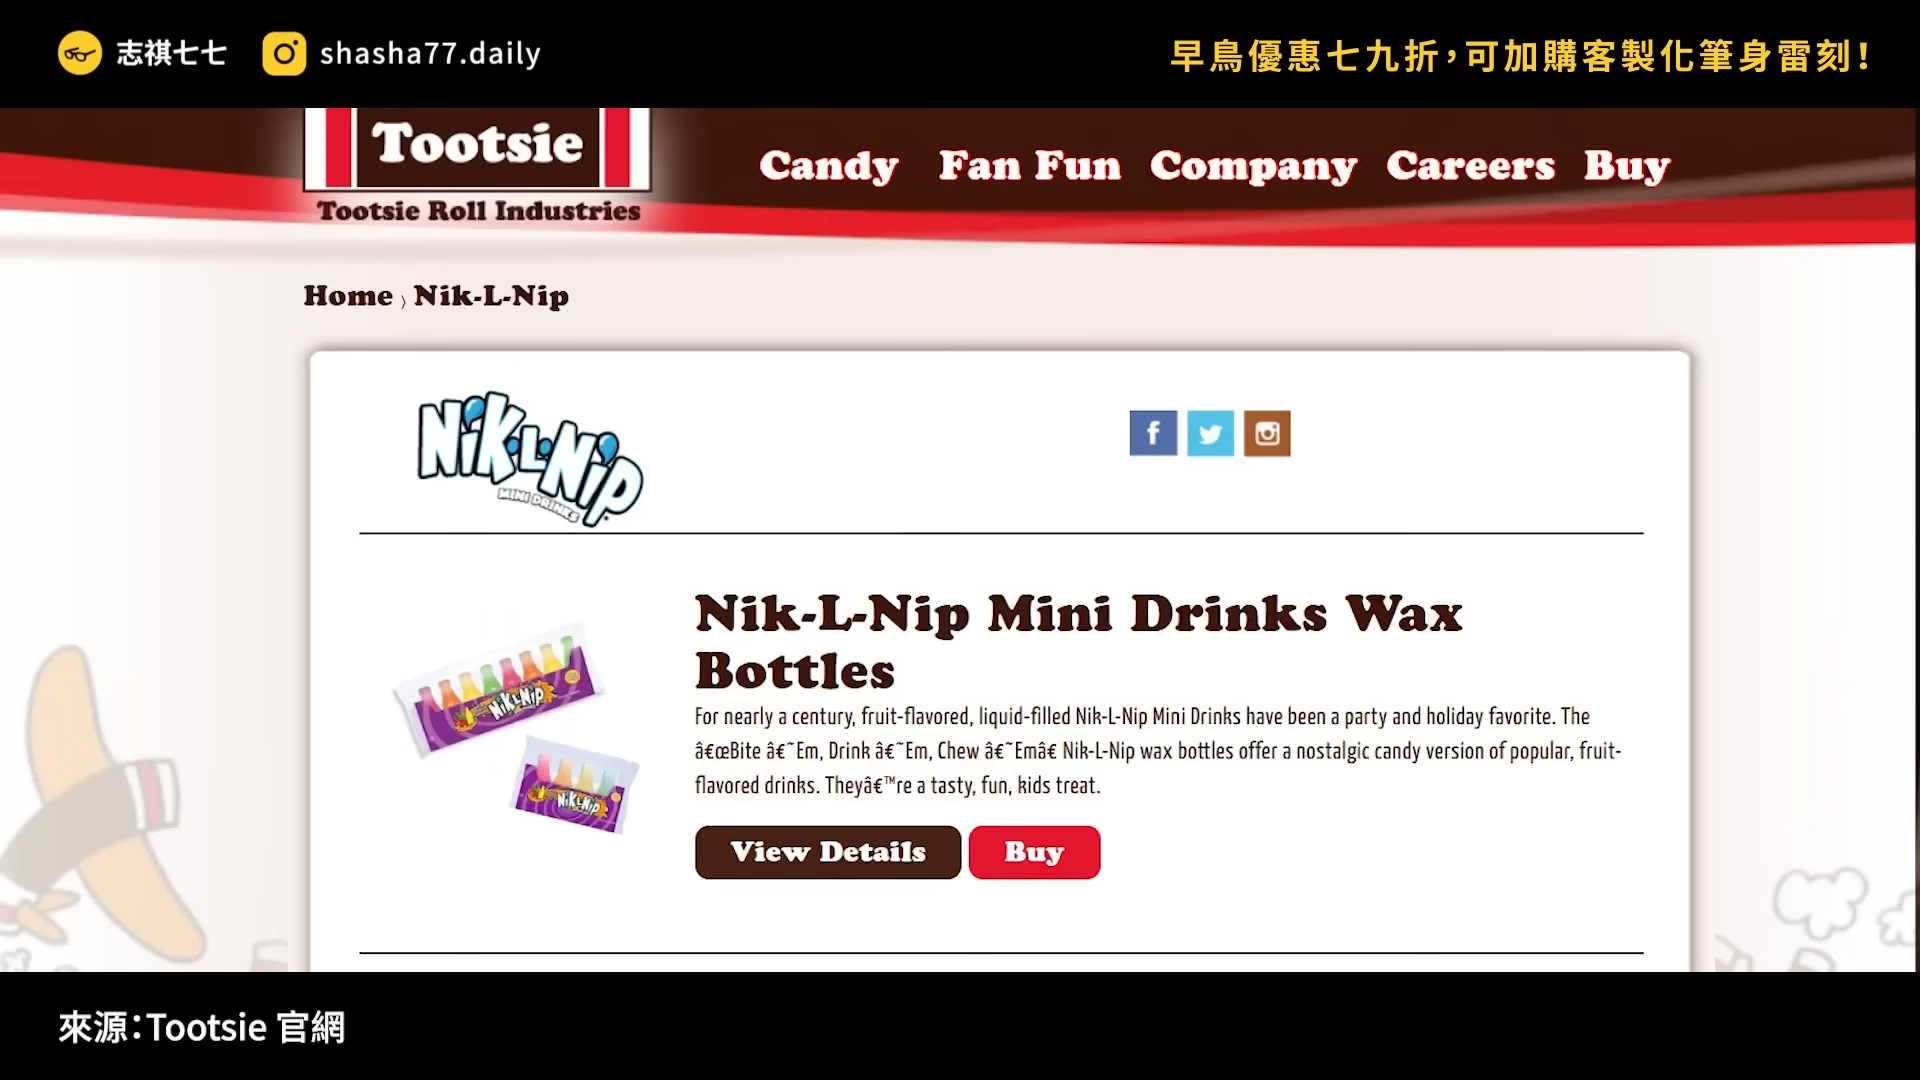 志祺七七 shasha77.daily
早鳥優惠七九折，可加購客製化筆身雷刻！
Tootsie
Tootsie Roll Industries
Candy Fan Fun Company Careers Buy
Home › Nik-L-Nip
Nik-L-Nip
MINI DRINKS
Nik-L-Nip Mini Drinks Wax
Bottles
For nearly a century, fruit-flavored, liquid-filled Nik-L-Nip Mini Drinks have been a party and holiday favorite. The
â€œBite â€˜Em, Drink â€˜Em, Chew â€˜Emâ€ Nik-L-Nip wax bottles offer a nostalgic candy version of popular, fruit-
flavored drinks. Theyâ€™re a tasty, fun, kids treat.
Nik-L-Nip
Nik-L-Nip
View Details Buy
來源：Tootsie 官網